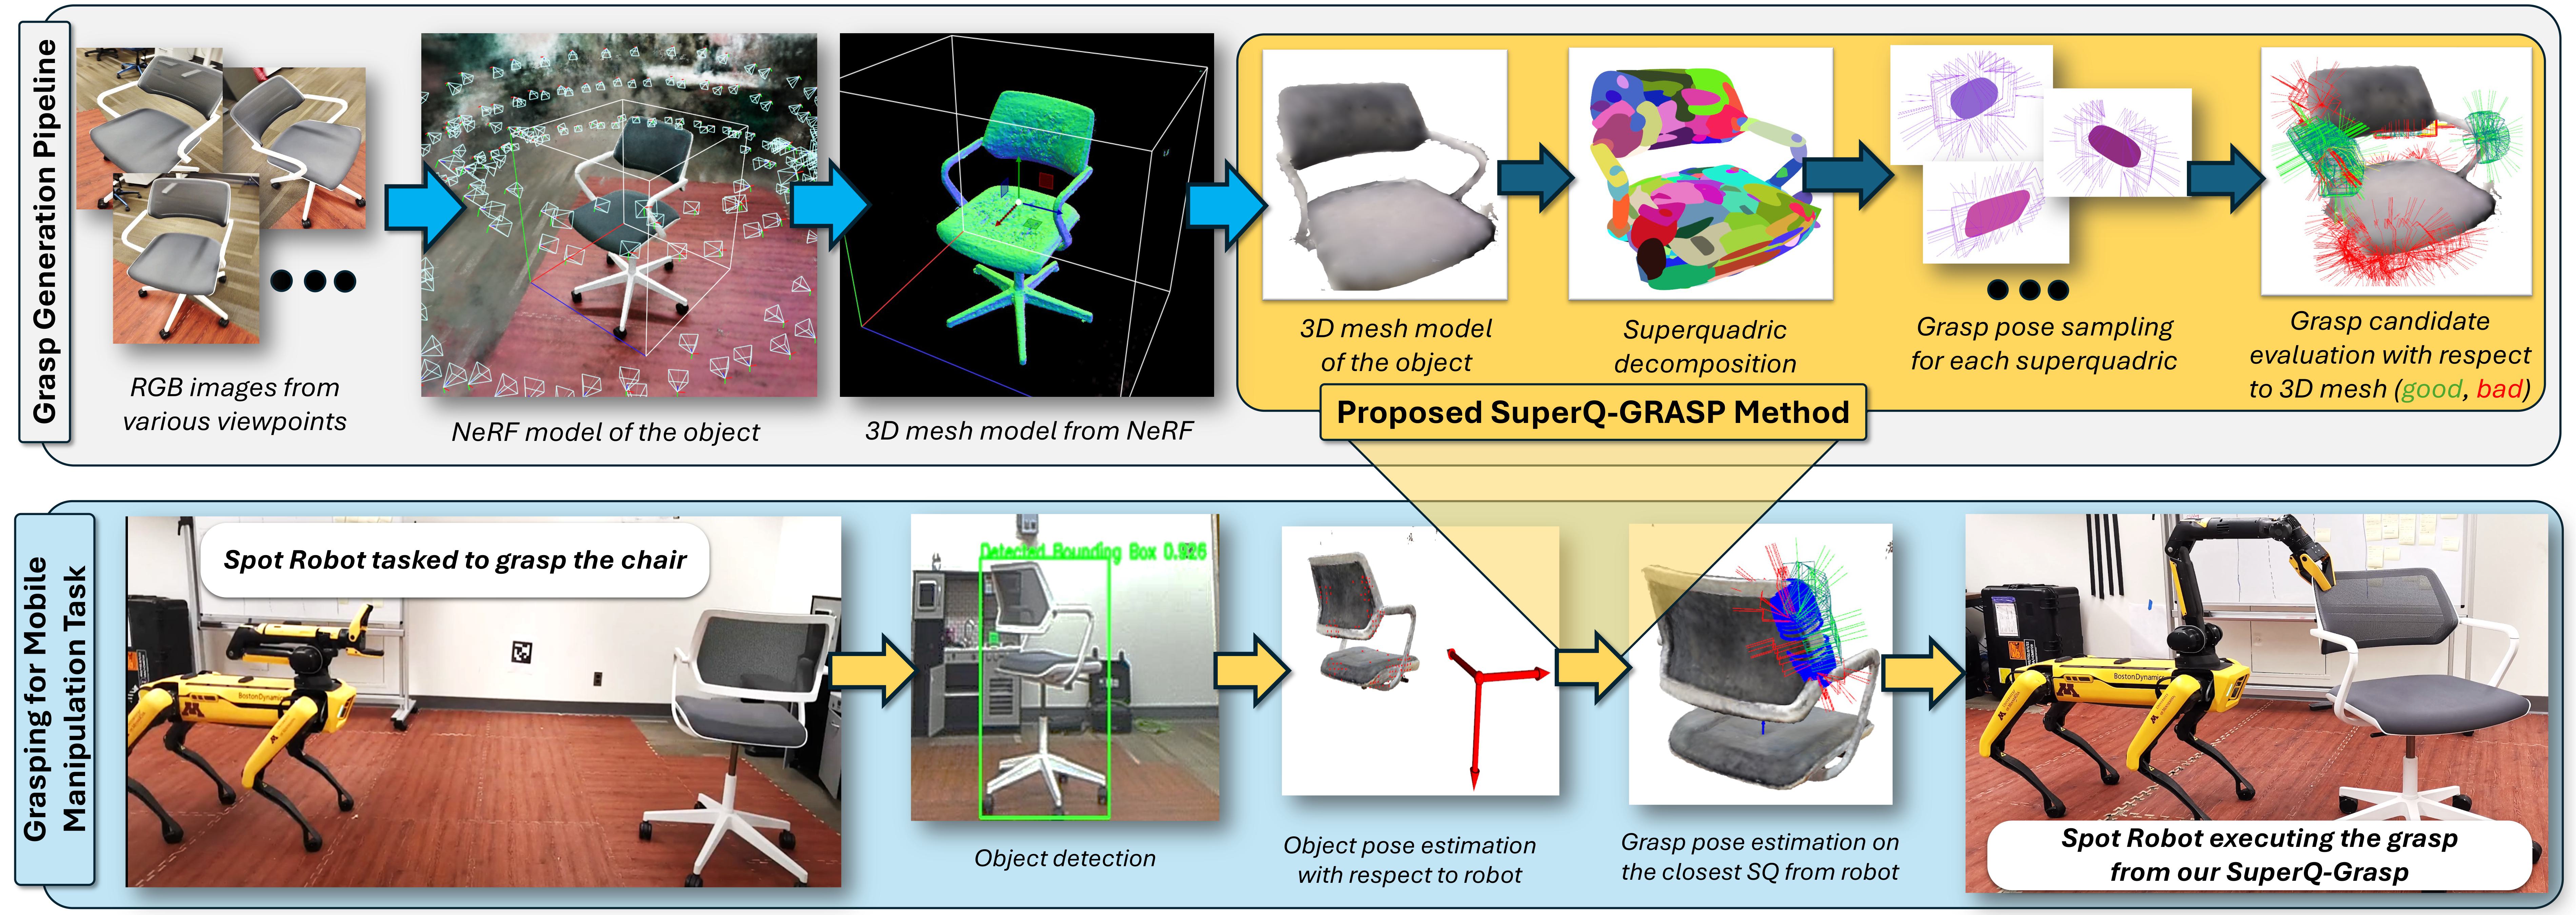 Grasp Generation Pipeline
RGB images from
various viewpoints
NeRF model of the object
3D mesh model from NeRF
3D mesh model
of the object
Superquadric
decomposition
Grasp pose sampling
for each superquadric
Grasp candidate
evaluation with respect
to 3D mesh (good, bad)
Proposed SuperQ-GRASP Method
Grasping for Mobile
Manipulation Task
Spot Robot tasked to grasp the chair
BostonDynamics
Detected Bounding Box 0.926
Object detection
Object pose estimation
with respect to robot
Grasp pose estimation on
the closest SQ from robot
BostonDynamics
Spot Robot executing the grasp
from our SuperQ-Grasp